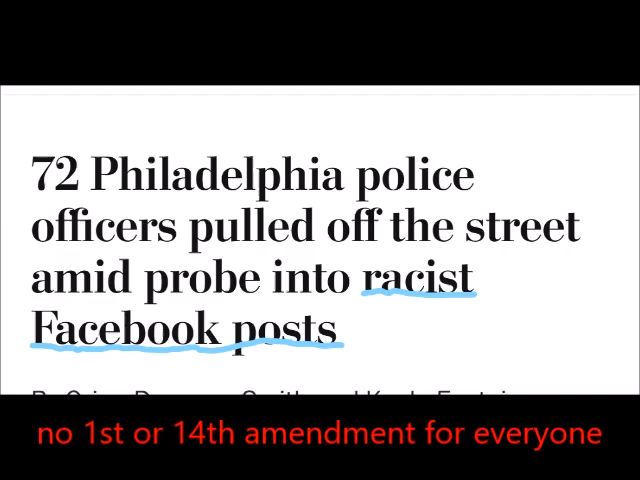 72 Philadelphia police
officers pulled off the street
amid probe into racist
Facebook posts
no 1st or 14th amendment for everyone